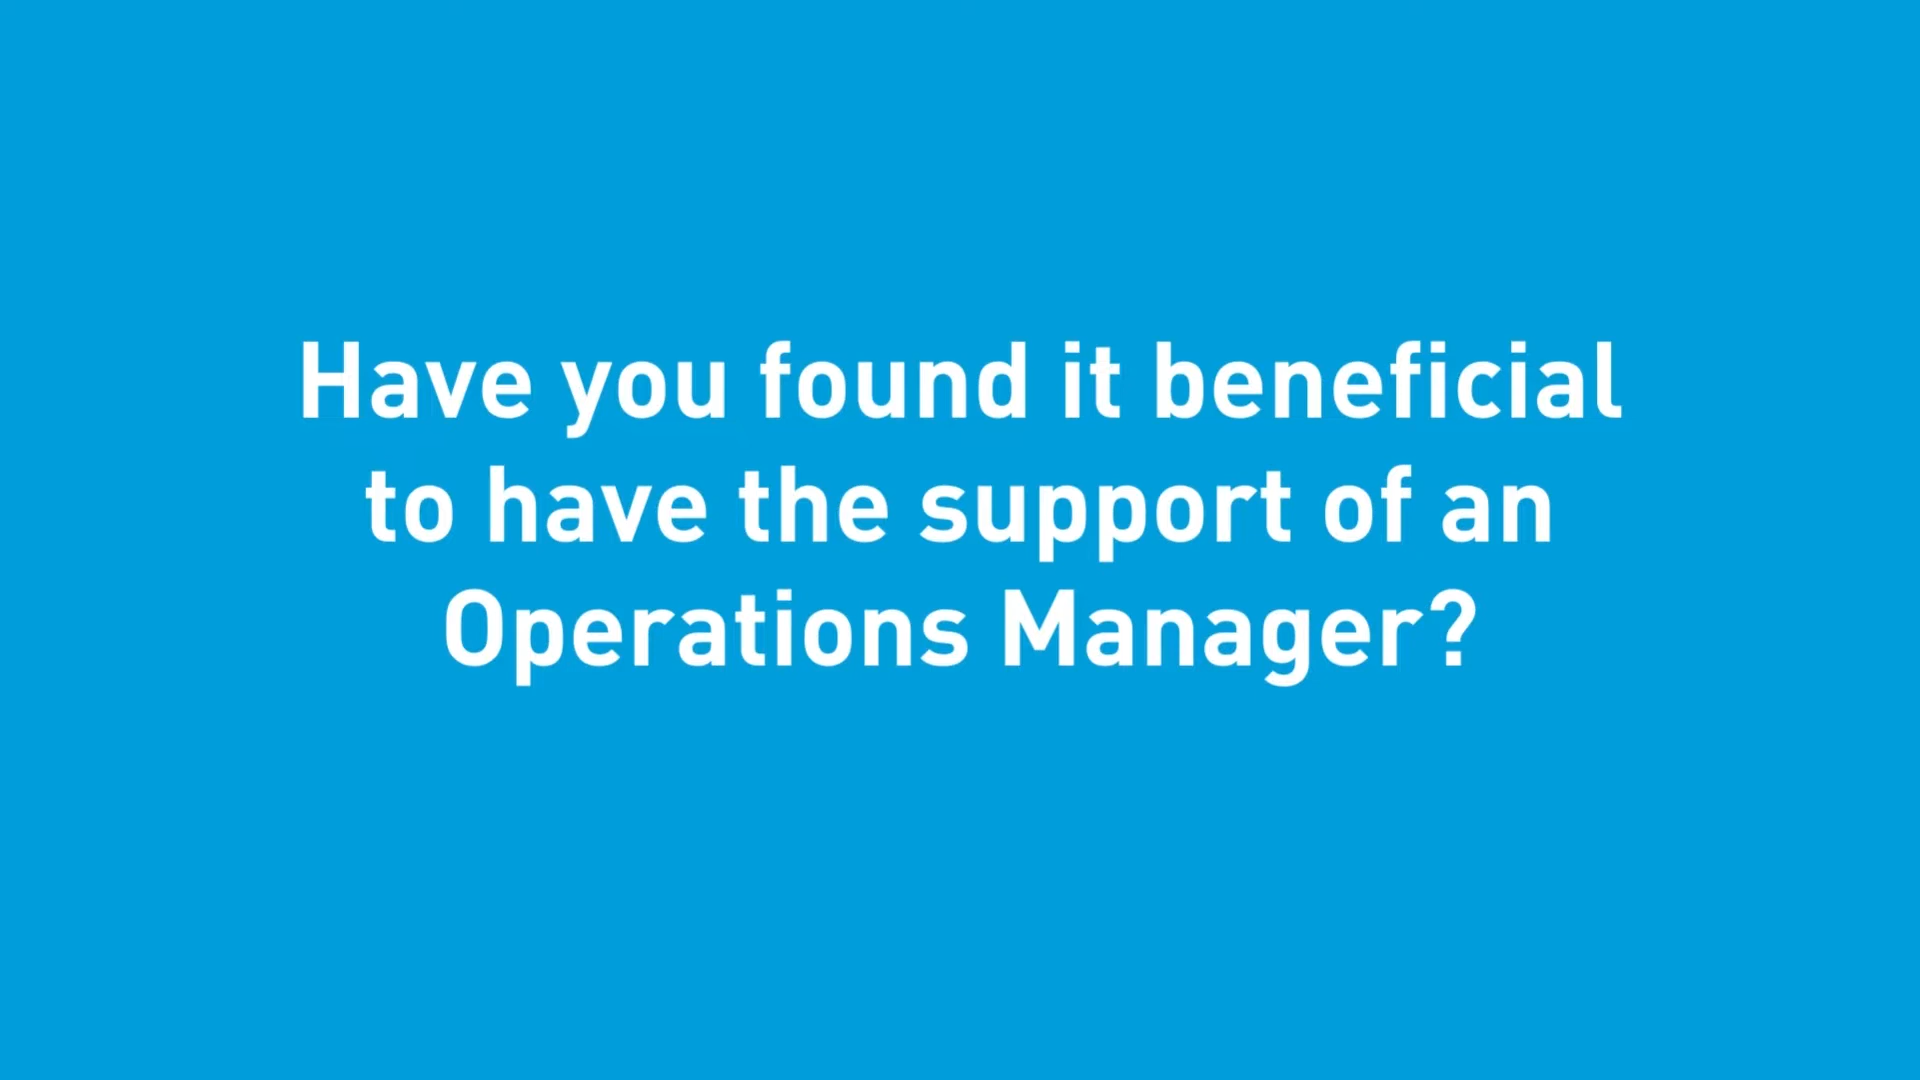 Have you found it beneficial
to have the support of an
Operations Manager?